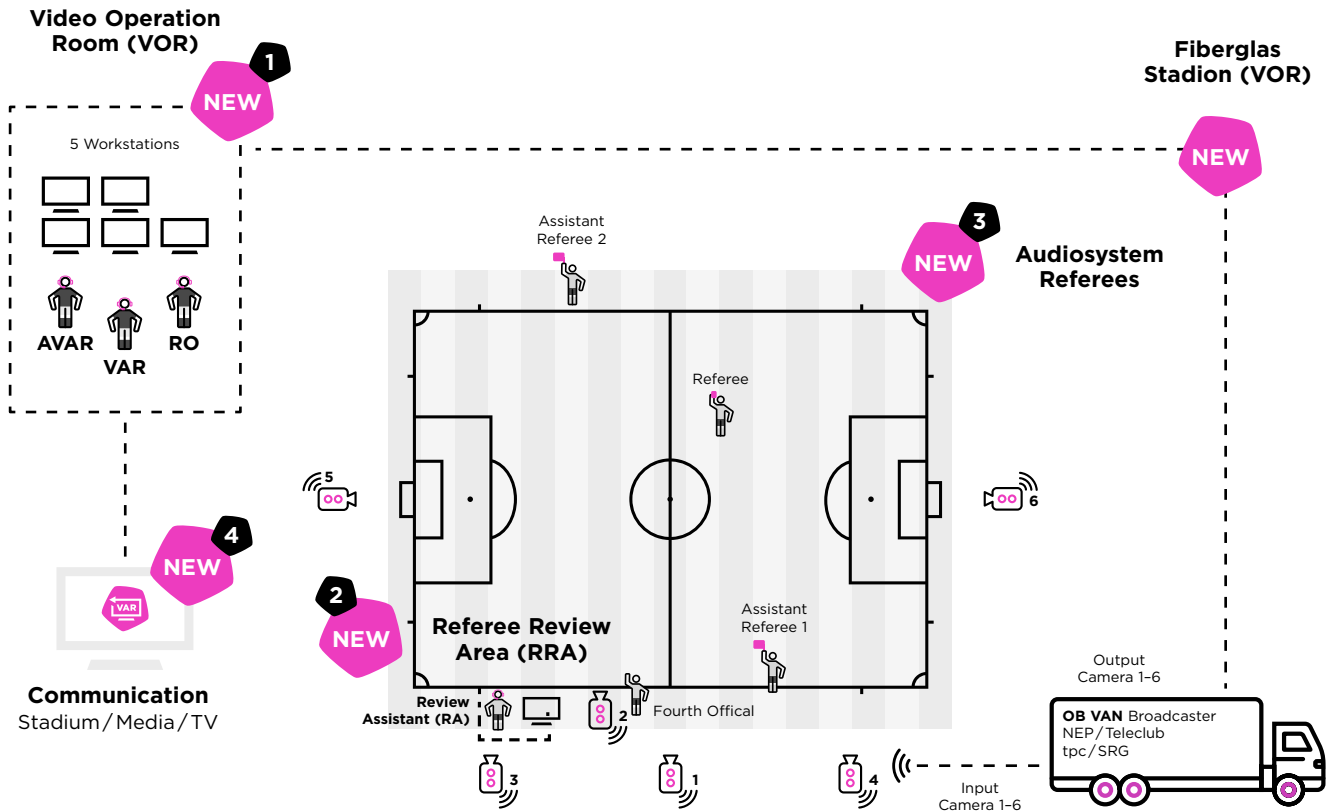 Video Operation
Room (VOR)
1
NEW
5 Workstations
AVAR
VAR
RO
Fiberglas
Stadion (VOR)
NEW
Assistant
Referee 2
3
NEW
Audiosystem
Referees
Referee
5
6
4
NEW
VAR
Communication
Stadium / Media / TV
2
NEW
Referee Review
Area (RRA)
Assistant
Referee 1
Review
Assistant (RA)
2
Fourth Offical
3
1
4
Output
Camera 1–6
OB VAN Broadcaster
NEP / Teleclub
tpc / SRG
Input
Camera 1–6